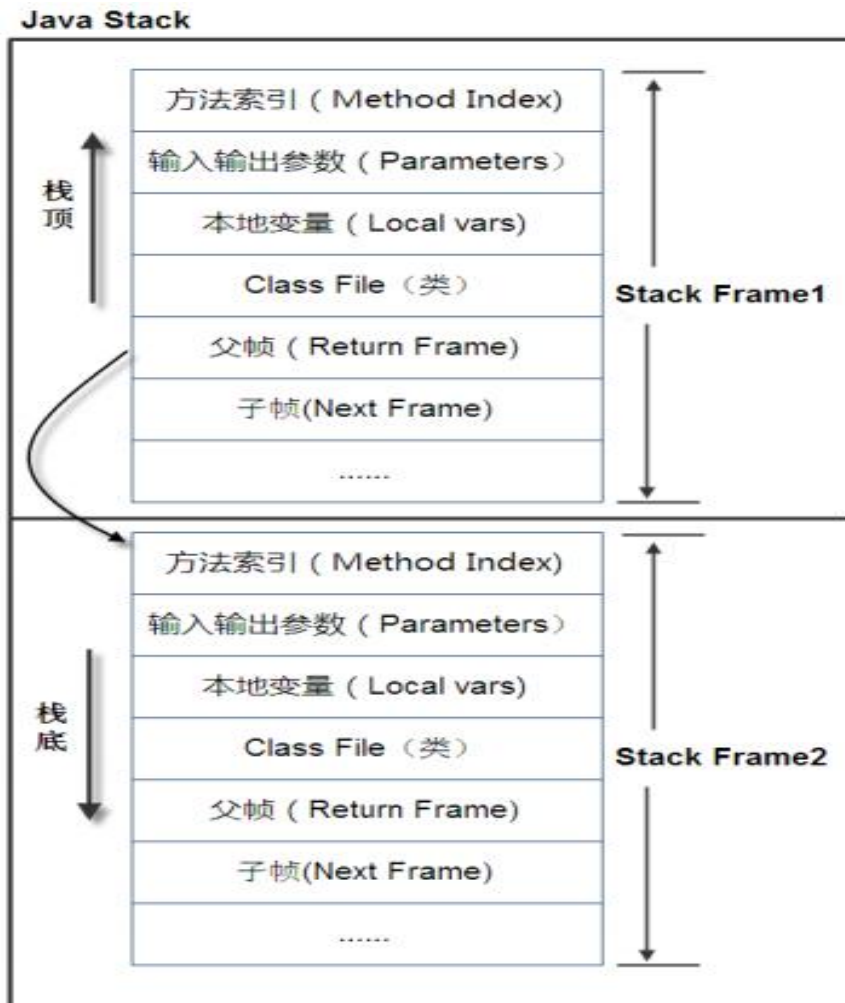 Java Stack
方法索引 ( Method Index)
输入输出参数 ( Parameters）
本地变量 ( Local vars)
Class File （类）
父帧 ( Return Frame)
子帧(Next Frame)
......
栈顶
Stack Frame1
方法索引 ( Method Index)
输入输出参数 ( Parameters）
本地变量 ( Local vars)
Class File （类）
父帧 ( Return Frame)
子帧(Next Frame)
......
栈底
Stack Frame2